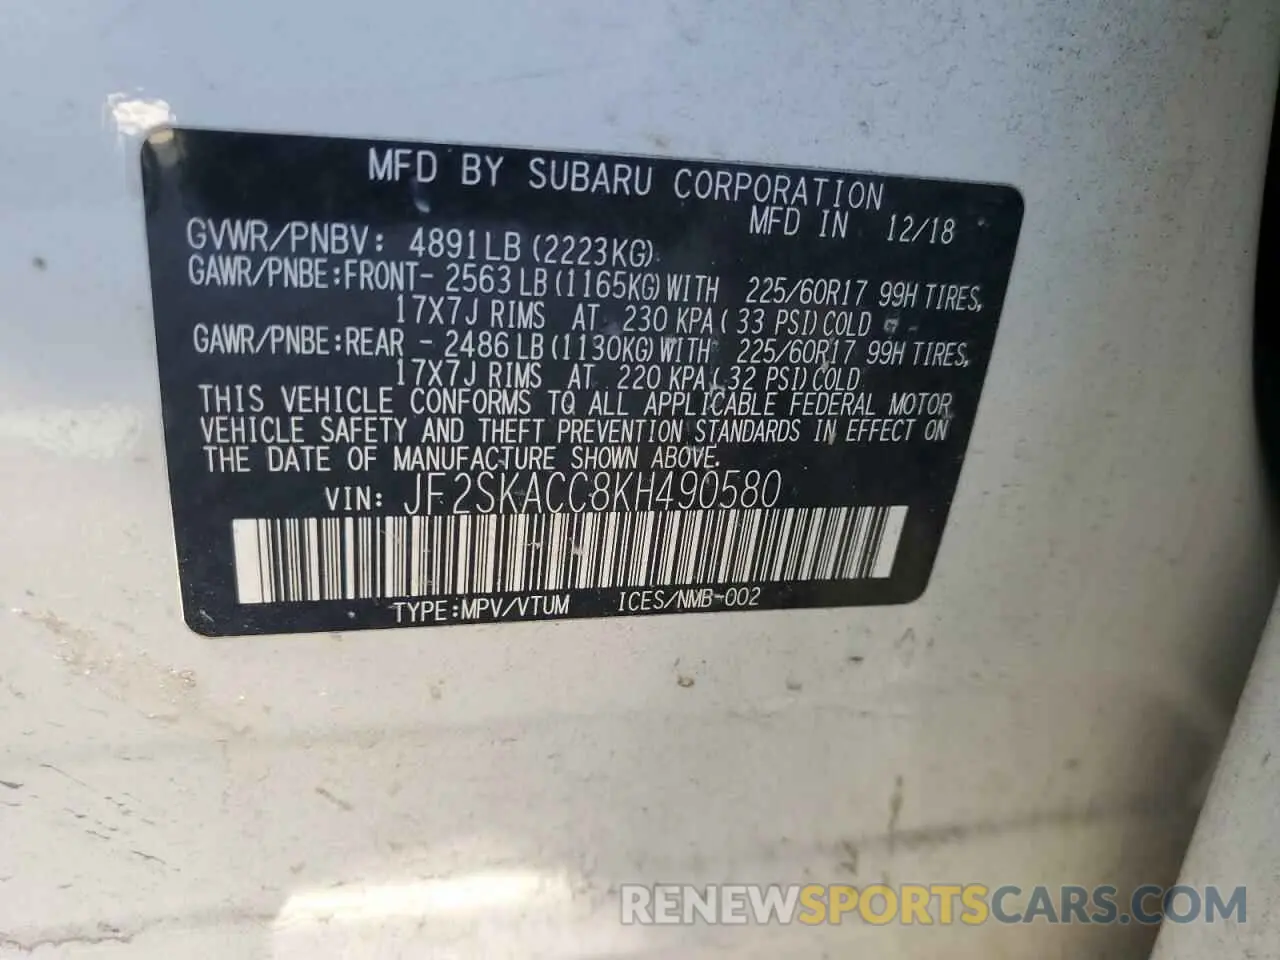 MFD BY SUBARU CORPORATION
MFD IN 12/18
GVWR/PNBV: 4891LB (2223KG)
GAWR/PNBE:FRONT- 2563 LB (1165KG) WITH 225/60R17 99H TIRES,
17X7J RIMS AT 230 KPA (33 PSI) COLD
GAWR/PNBE:REAR - 2486 LB (1130KG) WITH 225/60R17 99H TIRES,
17X7J RIMS AT 220 KPA (32 PSI) COLD
THIS VEHICLE CONFORMS TO ALL APPLICABLE FEDERAL MOTOR
VEHICLE SAFETY AND THEFT PREVENTION STANDARDS IN EFFECT ON
THE DATE OF MANUFACTURE SHOWN ABOVE.
VIN: JF2SKACC8KH490580
TYPE:MPV/VTUM ICES/NMB-002
RENEWSPORTSCARS.COM